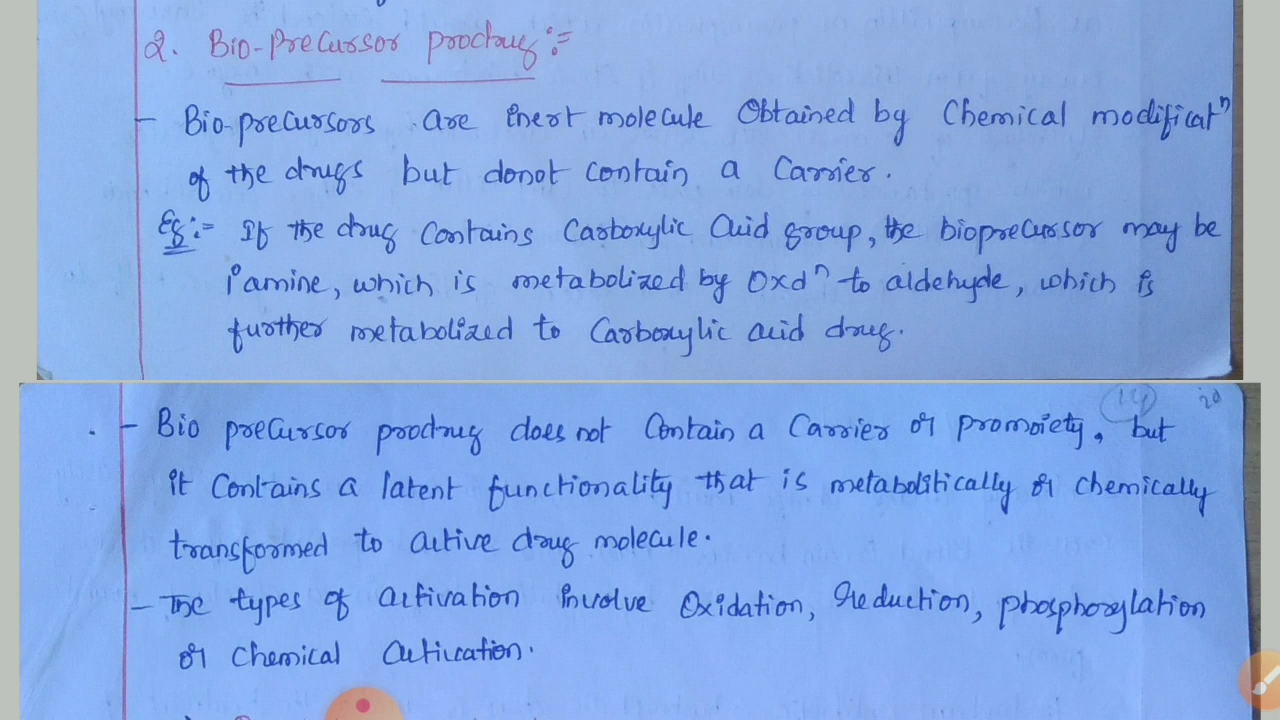 2. Bio-Precursor prodrug:=
- Bio-precursors are inert molecule Obtained by Chemical modificatⁿ
of the drugs but donot contain a Carrier.
Eg:= If the drug Contains Carboxylic Acid group, the bioprecursor may be
1°amine, which is metabolized by Oxdⁿ to aldehyde, which is
further metabolized to Carboxylic acid drug.
- Bio precursor prodrug does not Contain a Carrier or promoiety, but
it Contains a latent functionality that is metabolitically or chemically
transformed to active drug molecule.
- The types of activation involve Oxidation, Reduction, phosphorylation
or Chemical activation.